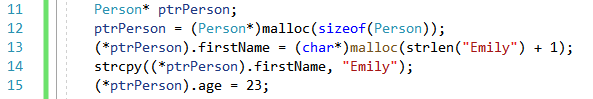 11 Person* ptrPerson;
12 ptrPerson = (Person*)malloc(sizeof(Person));
13 (*ptrPerson).firstName = (char*)malloc(strlen("Emily") + 1);
14 strcpy((*ptrPerson).firstName, "Emily");
15 (*ptrPerson).age = 23;